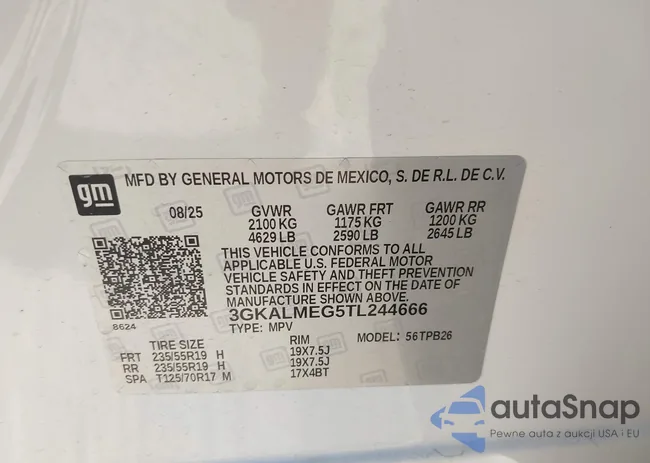 gm
MFD BY GENERAL MOTORS DE MEXICO, S. DE R.L. DE C.V.
08/25 GVWR GAWR FRT GAWR RR
2100 KG 1175 KG 1200 KG
4629 LB 2590 LB 2645 LB
THIS VEHICLE CONFORMS TO ALL
APPLICABLE U.S. FEDERAL MOTOR
VEHICLE SAFETY AND THEFT PREVENTION
STANDARDS IN EFFECT ON THE DATE OF
MANUFACTURE SHOWN ABOVE.
3GKALMEG5TL244666
8624
TYPE: MPV MODEL: 56TPB26
TIRE SIZE RIM
FRT 235/55R19 H 19X7.5J
RR 235/55R19 H 19X7.5J
SPA T125/70R17 M 17X4BT
autaSnap
Pewne auta z aukcji USA i EU